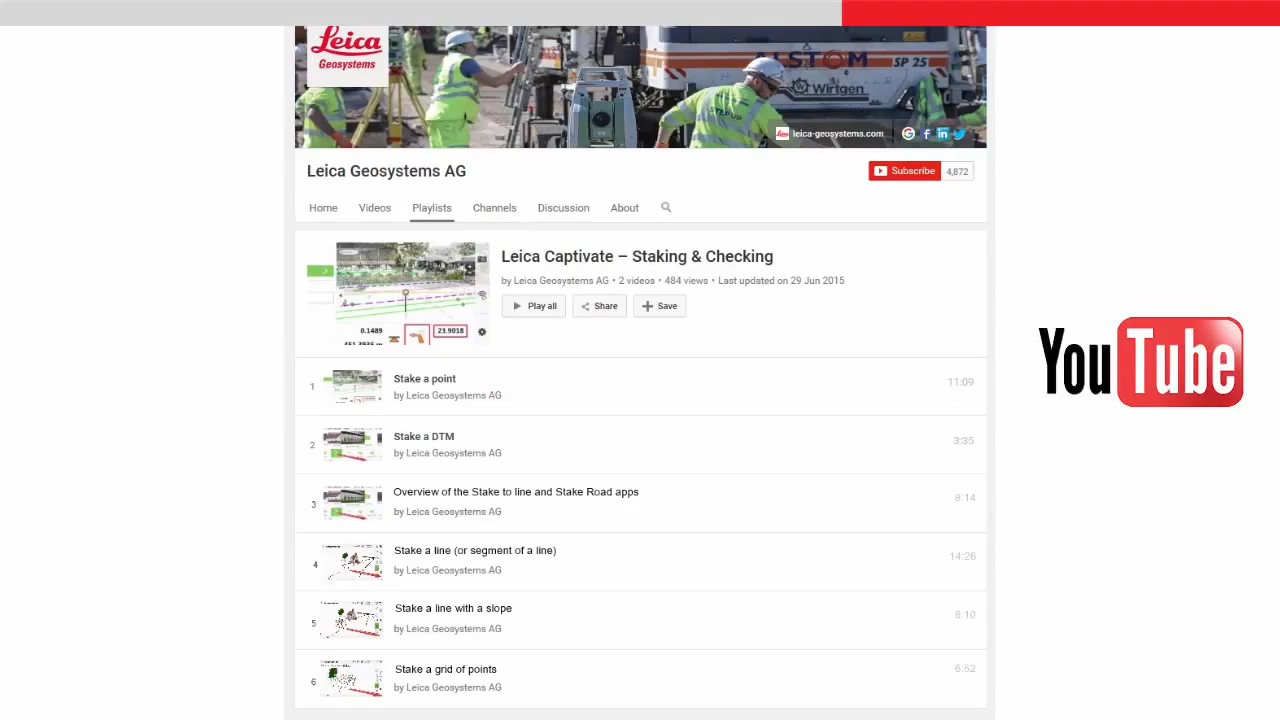 Leica
Geosystems
ALSTOM
SP 25
Wirtgen
STEP UP
leica-geosystems.com
Leica Geosystems AG
Subscribe 4,872
Home Videos Playlists Channels Discussion About
Leica Captivate – Staking & Checking
by Leica Geosystems AG • 2 videos • 484 views • Last updated on 29 Jun 2015
Play all Share Save
0.1489 23.9018
1 Stake a point 11:09
by Leica Geosystems AG
2 Stake a DTM 3:35
by Leica Geosystems AG
3 Overview of the Stake to line and Stake Road apps 8:14
by Leica Geosystems AG
4 Stake a line (or segment of a line) 14:26
by Leica Geosystems AG
5 Stake a line with a slope 8:10
by Leica Geosystems AG
6 Stake a grid of points 6:52
by Leica Geosystems AG
YouTube